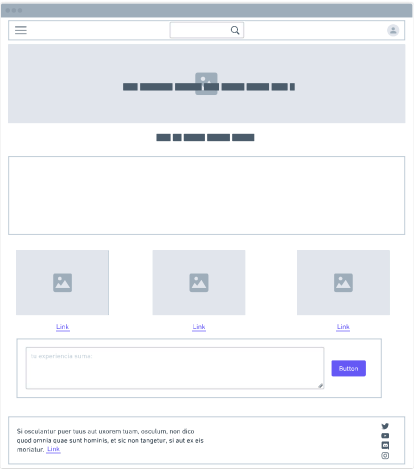 Link
Link
Link
Button
Si osculantur puer tuus aut uxorem tuam, osculum, non dico
quod omnia quae sunt hominis, et sic non tangetur, si aut ex eis
moriatur. Link